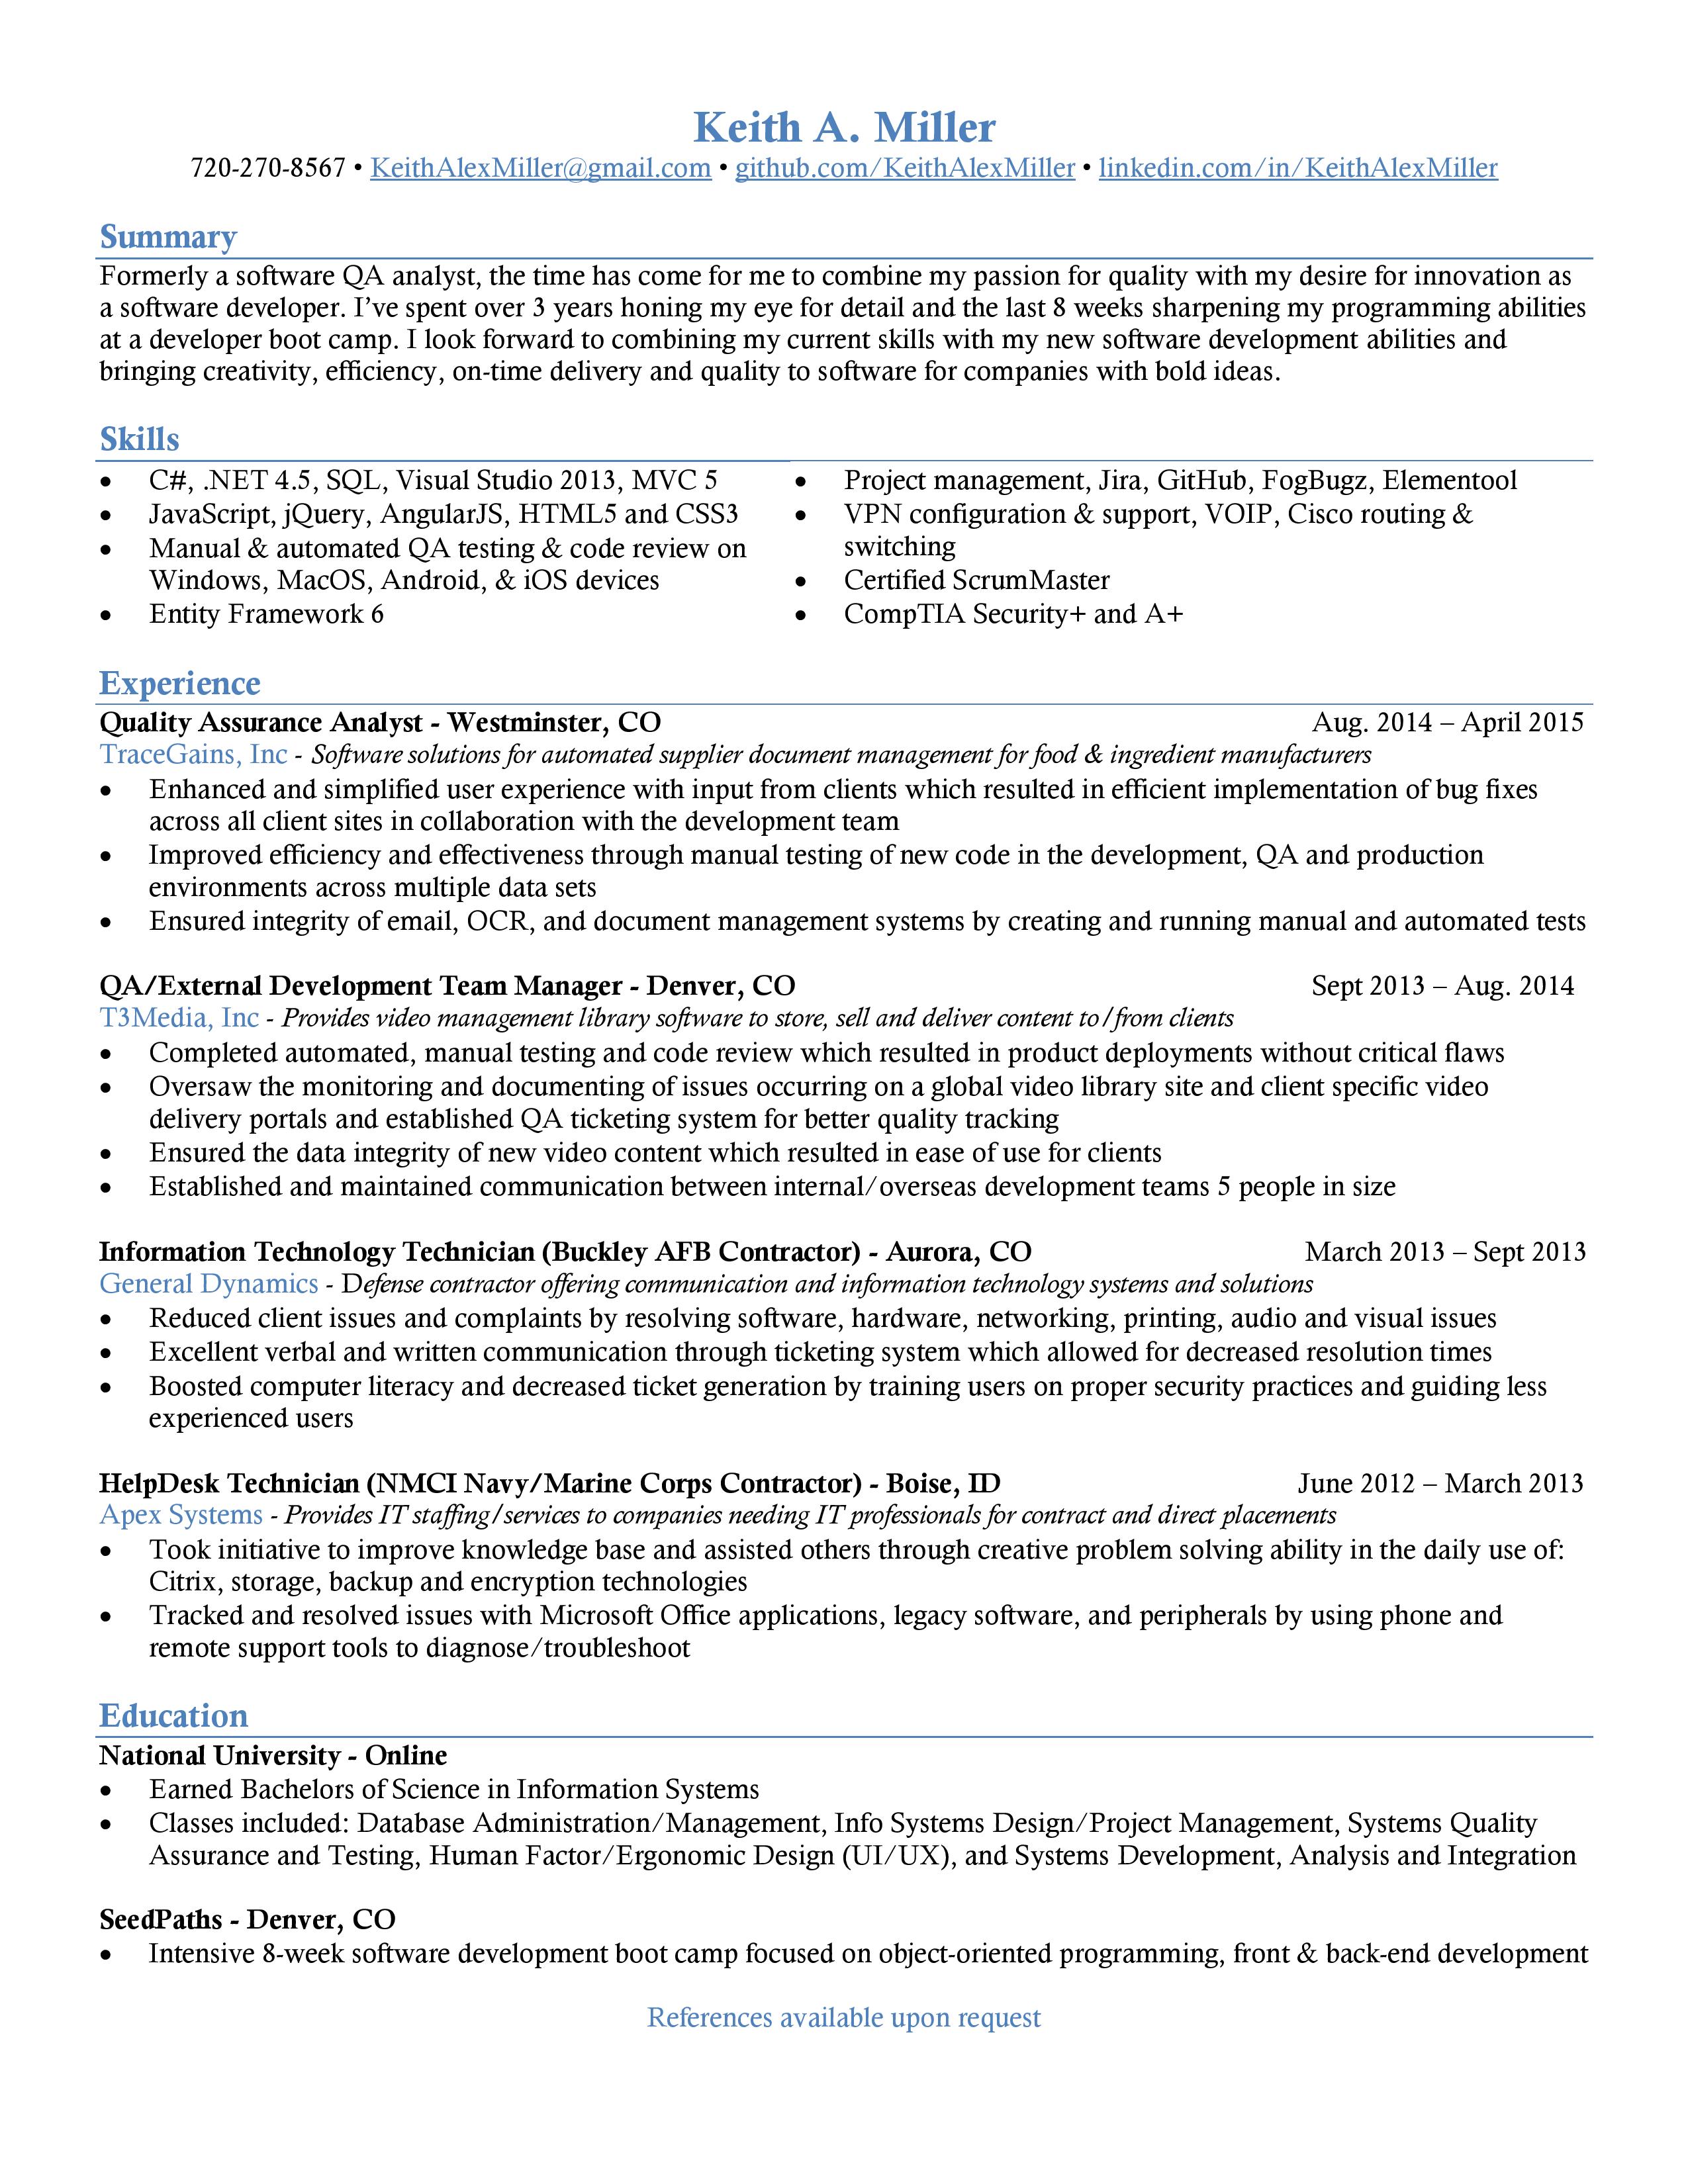 Keith A. Miller
720-270-8567 • KeithAlexMiller@gmail.com • github.com/KeithAlexMiller • linkedin.com/in/KeithAlexMiller
Summary
Formerly a software QA analyst, the time has come for me to combine my passion for quality with my desire for innovation as
a software developer. I’ve spent over 3 years honing my eye for detail and the last 8 weeks sharpening my programming abilities
at a developer boot camp. I look forward to combining my current skills with my new software development abilities and
bringing creativity, efficiency, on-time delivery and quality to software for companies with bold ideas.
Skills
• C#, .NET 4.5, SQL, Visual Studio 2013, MVC 5
• JavaScript, jQuery, AngularJS, HTML5 and CSS3
• Manual & automated QA testing & code review on
Windows, MacOS, Android, & iOS devices
• Entity Framework 6
• Project management, Jira, GitHub, FogBugz, Elementool
• VPN configuration & support, VOIP, Cisco routing &
switching
• Certified ScrumMaster
• CompTIA Security+ and A+
Experience
Quality Assurance Analyst - Westminster, CO Aug. 2014 – April 2015
TraceGains, Inc - Software solutions for automated supplier document management for food & ingredient manufacturers
• Enhanced and simplified user experience with input from clients which resulted in efficient implementation of bug fixes
across all client sites in collaboration with the development team
• Improved efficiency and effectiveness through manual testing of new code in the development, QA and production
environments across multiple data sets
• Ensured integrity of email, OCR, and document management systems by creating and running manual and automated tests
QA/External Development Team Manager - Denver, CO Sept 2013 – Aug. 2014
T3Media, Inc - Provides video management library software to store, sell and deliver content to/from clients
• Completed automated, manual testing and code review which resulted in product deployments without critical flaws
• Oversaw the monitoring and documenting of issues occurring on a global video library site and client specific video
delivery portals and established QA ticketing system for better quality tracking
• Ensured the data integrity of new video content which resulted in ease of use for clients
• Established and maintained communication between internal/overseas development teams 5 people in size
Information Technology Technician (Buckley AFB Contractor) - Aurora, CO March 2013 – Sept 2013
General Dynamics - Defense contractor offering communication and information technology systems and solutions
• Reduced client issues and complaints by resolving software, hardware, networking, printing, audio and visual issues
• Excellent verbal and written communication through ticketing system which allowed for decreased resolution times
• Boosted computer literacy and decreased ticket generation by training users on proper security practices and guiding less
experienced users
HelpDesk Technician (NMCI Navy/Marine Corps Contractor) - Boise, ID June 2012 – March 2013
Apex Systems - Provides IT staffing/services to companies needing IT professionals for contract and direct placements
• Took initiative to improve knowledge base and assisted others through creative problem solving ability in the daily use of:
Citrix, storage, backup and encryption technologies
• Tracked and resolved issues with Microsoft Office applications, legacy software, and peripherals by using phone and
remote support tools to diagnose/troubleshoot
Education
National University - Online
• Earned Bachelors of Science in Information Systems
• Classes included: Database Administration/Management, Info Systems Design/Project Management, Systems Quality
Assurance and Testing, Human Factor/Ergonomic Design (UI/UX), and Systems Development, Analysis and Integration
SeedPaths - Denver, CO
• Intensive 8-week software development boot camp focused on object-oriented programming, front & back-end development
References available upon request